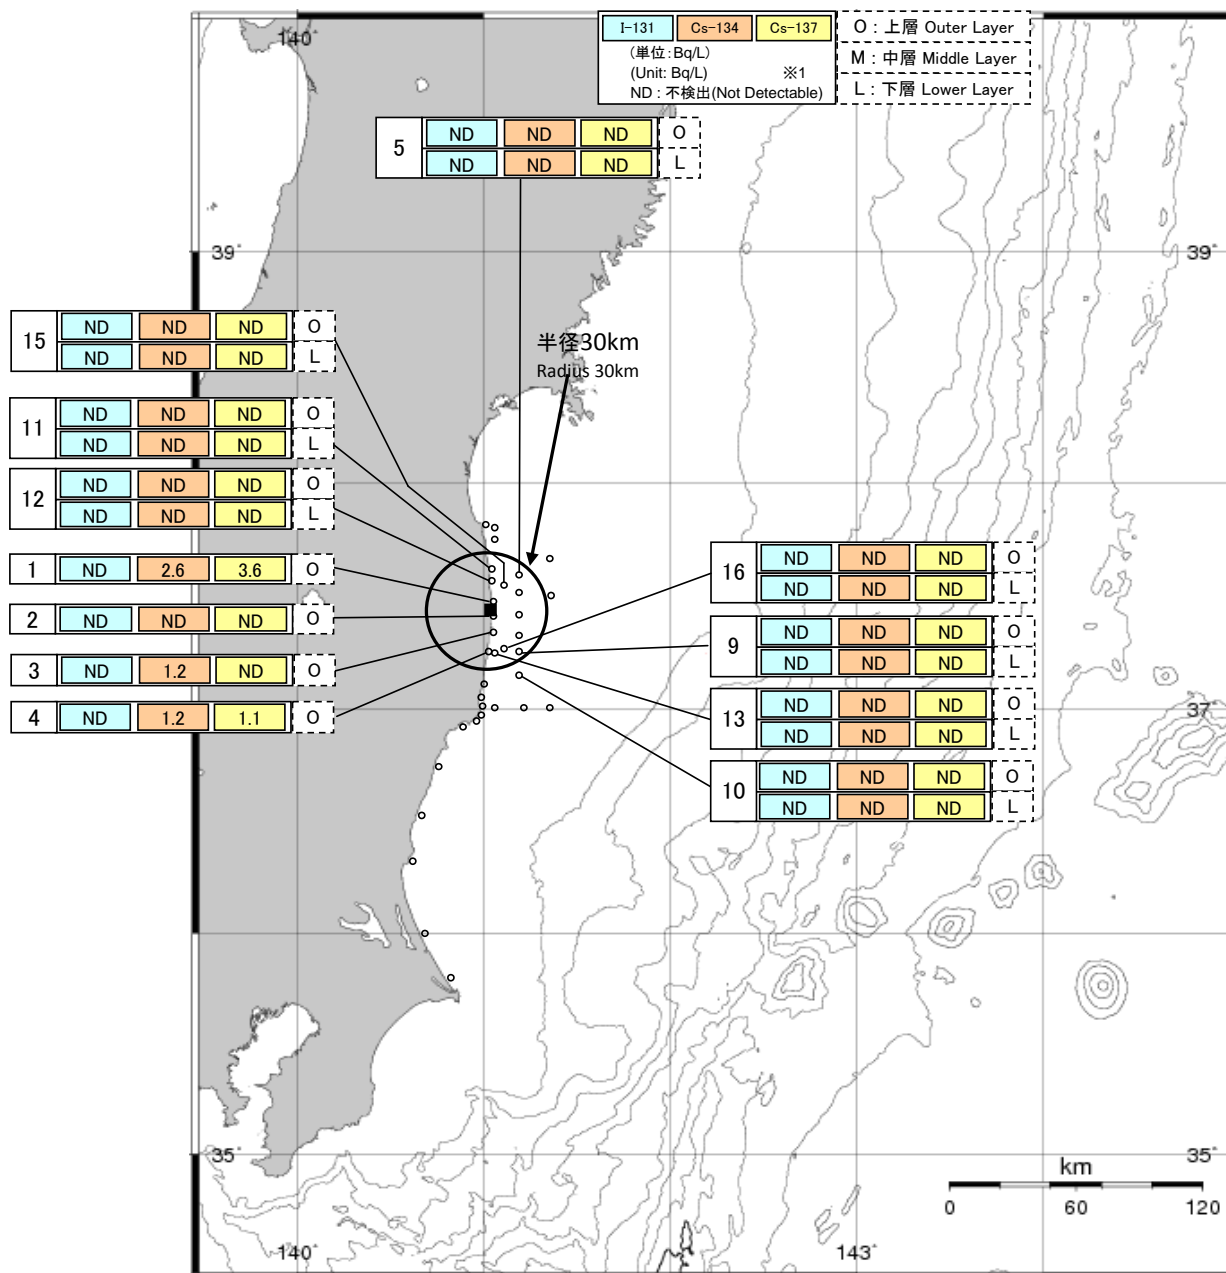 140°
I-131 Cs-134 Cs-137
(単位:Bq/L)
(Unit: Bq/L) ※1
ND : 不検出(Not Detectable)
O : 上層 Outer Layer
M : 中層 Middle Layer
L : 下層 Lower Layer
5
ND ND ND O
ND ND ND L
39°
39°
15
ND ND ND O
ND ND ND L
半径30km
Radius 30km
11
ND ND ND O
ND ND ND L
12
ND ND ND O
ND ND ND L
1 ND 2.6 3.6 O
2 ND ND ND O
3 ND 1.2 ND O
4 ND 1.2 1.1 O
16
ND ND ND O
ND ND ND L
9
ND ND ND O
ND ND ND L
37°
37°
13
ND ND ND O
ND ND ND L
10
ND ND ND O
ND ND ND L
35°
35°
km
0 60 120
140°
143°